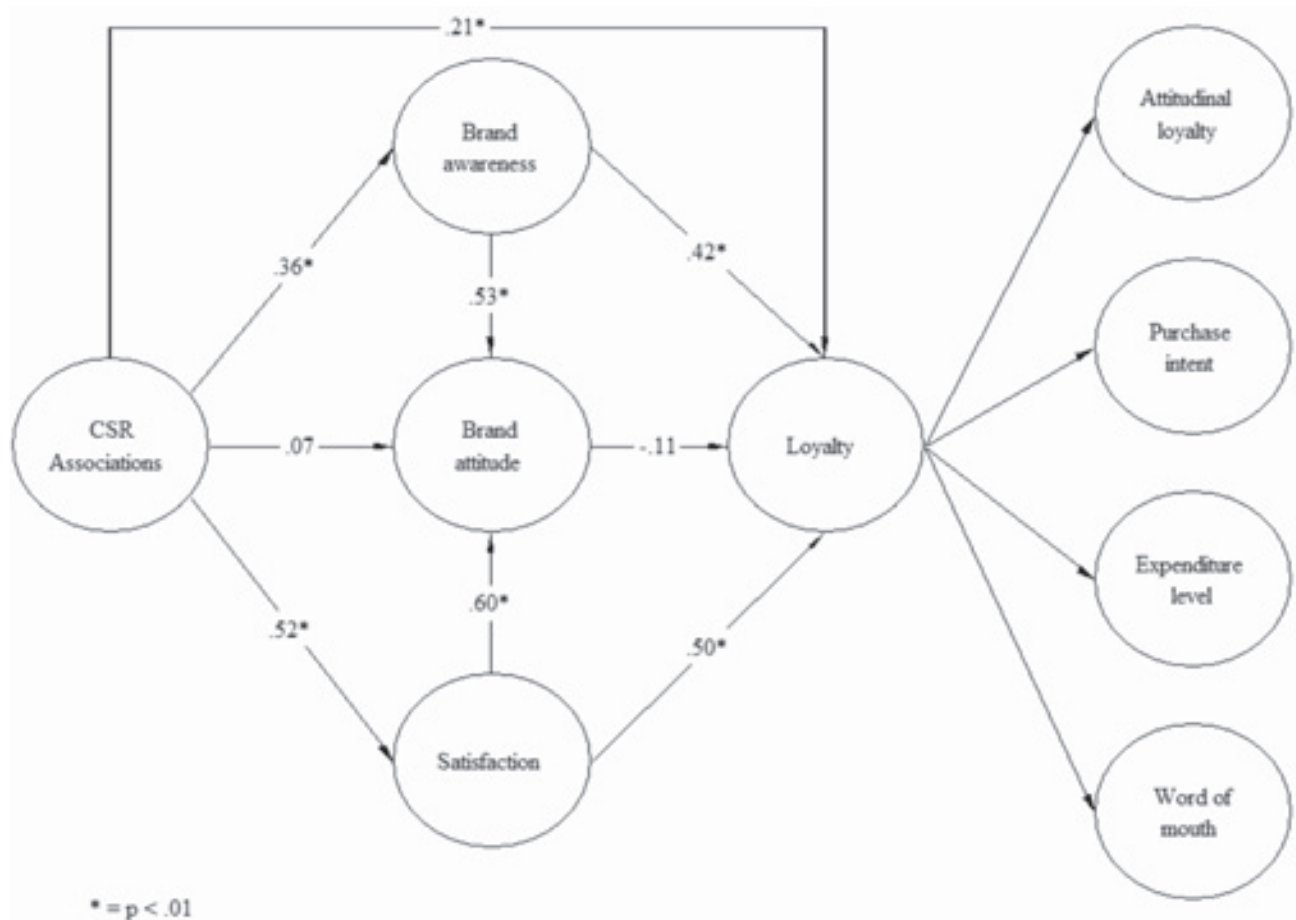 .21*
Brand
awareness
Attitudinal
loyalty
.36*
.42*
.53*
Purchase
intent
CSR
Associations
.07
Brand
attitude
-.11
Loyalty
Expenditure
level
.60*
.52*
.50*
Satisfaction
Word of
mouth
* = p < .01